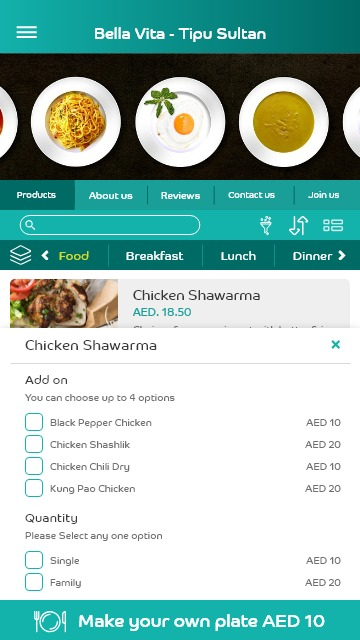 Bella Vita - Tipu Sultan
Products
About us
Reviews
Contact us
Join us
Food
Breakfast
Lunch
Dinner
Chicken Shawarma
AED. 18.50
Chicken Shawarma
Add on
You can choose up to 4 options
Black Pepper Chicken AED 10
Chicken Shashlik AED 20
Chicken Chili Dry AED 10
Kung Pao Chicken AED 20
Quantity
Please Select any one option
Single AED 10
Family AED 20
Make your own plate AED 10